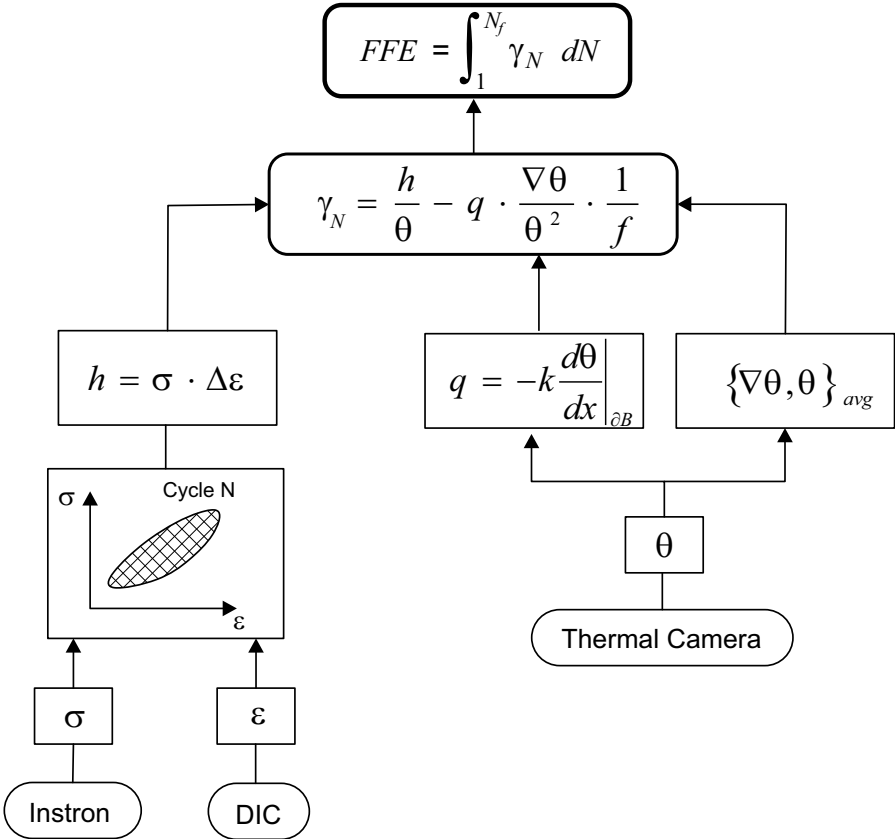 FFE = ∫₁^{N_f} γ_N dN
γ_N = h/θ − q · ∇θ/θ² · 1/f
h = σ · Δε
q = −k dθ/dx |_∂B
{∇θ,θ}_avg
Cycle N
σ
ε
θ
Thermal Camera
σ
ε
Instron
DIC